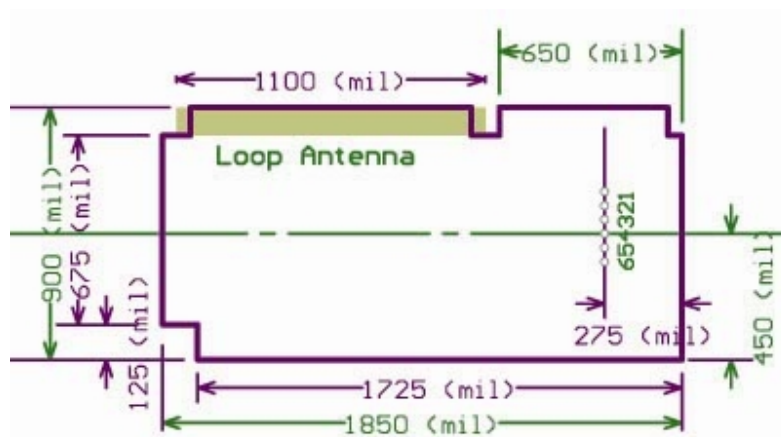 650 (mil)
1100 (mil)
Loop Antenna
900 (mil)
675 (mil)
125 (mil)
654321
275 (mil)
450 (mil)
1725 (mil)
1850 (mil)